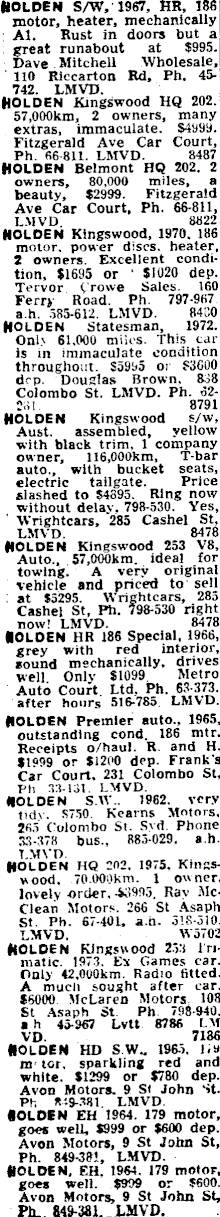 HOLDEN S/W, 1967, HR, 186
motor, heater, mechanically
A1. Rust in doors but a
great runabout at $995.
Dave Mitchell Wholesale,
110 Riccarton Rd, Ph. 45-
742. LMVD.
HOLDEN Kingswood HQ 202.
57,000km, 2 owners, many
extras, immaculate. $4999.
Fitzgerald Ave Car Court,
Ph. 66-811. LMVD. 8487
HOLDEN Belmont HQ 202. 2
owners, 80,000 miles, a
beauty, $2999. Fitzgerald
Ave Car Court, Ph. 66-811,
LMVD. 8822
HOLDEN Kingswood, 1970, 186
motor, power discs, heater,
2 owners. Excellent condi-
tion, $1695 or $1020 dep.
Tervor Crowe Sales. 160
Ferry Road. Ph. 797-967.
a.h. 585-612. LMVD. 8430
HOLDEN Statesman, 1972.
Only 61,000 miles. This car
is in immaculate condition
throughout. $5995 or $3600
dep. Douglas Brown, 898
Colombo St. LMVD. Ph. 62-
261. 8791
HOLDEN Kingswood s/w,
Aust. assembled, yellow
with black trim, 1 company
owner, 116,000km, T-bar
auto., with bucket seats,
electric tailgate. Price
slashed to $4895. Ring now
without delay, 798-530. Yes,
Wrightcars, 285 Cashel St,
LMVD. 8478
HOLDEN Kingswood 253 V8,
Auto., 57,000km, ideal for
towing. A very original
vehicle and priced to sell
at $5295. Wrightcars, 285
Cashel St, Ph. 798-530 right
now! LMVD. 8478
HOLDEN HR 186 Special, 1966,
grey with red interior,
sound mechanically, drives
well. Only $1099. Metro
Auto Court Ltd, Ph. 63-373,
after hours 516-785 LMVD.
HOLDEN Premier auto., 1965,
outstanding cond, 186 mtr.
Receipts o/haul. R. and H.
$1999 or $1200 dep. Frank's
Car Court, 231 Colombo St,
Ph 33-131. LMVD.
HOLDEN S.W., 1962, very
tidy, $750. Kearns Motors,
265 Colombo St. Syd. Phone
33-378 bus., 885-029, a.h.
LMVD.
HOLDEN HQ 202, 1975, Kings-
wood, 70,000km. 1 owner,
lovely order, $3995, Ray Mc-
Clean Motors, 266 St Asaph
St. Ph. 67-401, a.h. 518-510.
LMVD. W5702
HOLDEN Kingswood 253 Tri-
matic. 1973. Ex Games car.
Only 42,000km. Radio fitted.
A much sought after car.
$6000. McLaren Motors, 108
St Asaph St. Ph. 798-940,
a h 45-967 Lvtt 8786 LM
VD. 7186
HOLDEN HD S.W., 1965, 179
motor, sparkling red and
white. $1299 or $780 dep.
Avon Motors, 9 St John St.
Ph. 849-381. LMVD.
HOLDEN EH 1964. 179 motor,
goes well, $999 or $600 dep.
Avon Motors, 9 St John St,
Ph. 849-381, LMVD.
HOLDEN, EH, 1964. 179 motor,
goes well. $999 or $600.
Avon Motors, 9 St John St,
Ph. 849-381. LMVD.